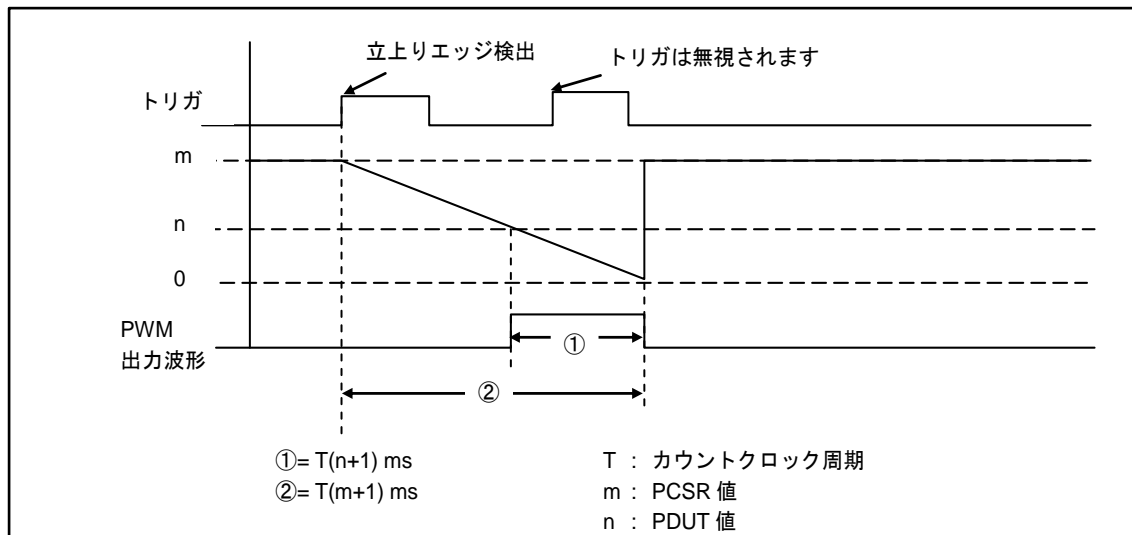 立上りエッジ検出
トリガは無視されます
トリガ
m
n
0
PWM
出力波形
①
②
①= T(n+1) ms
②= T(m+1) ms
T : カウントクロック周期
m : PCSR 値
n : PDUT 値